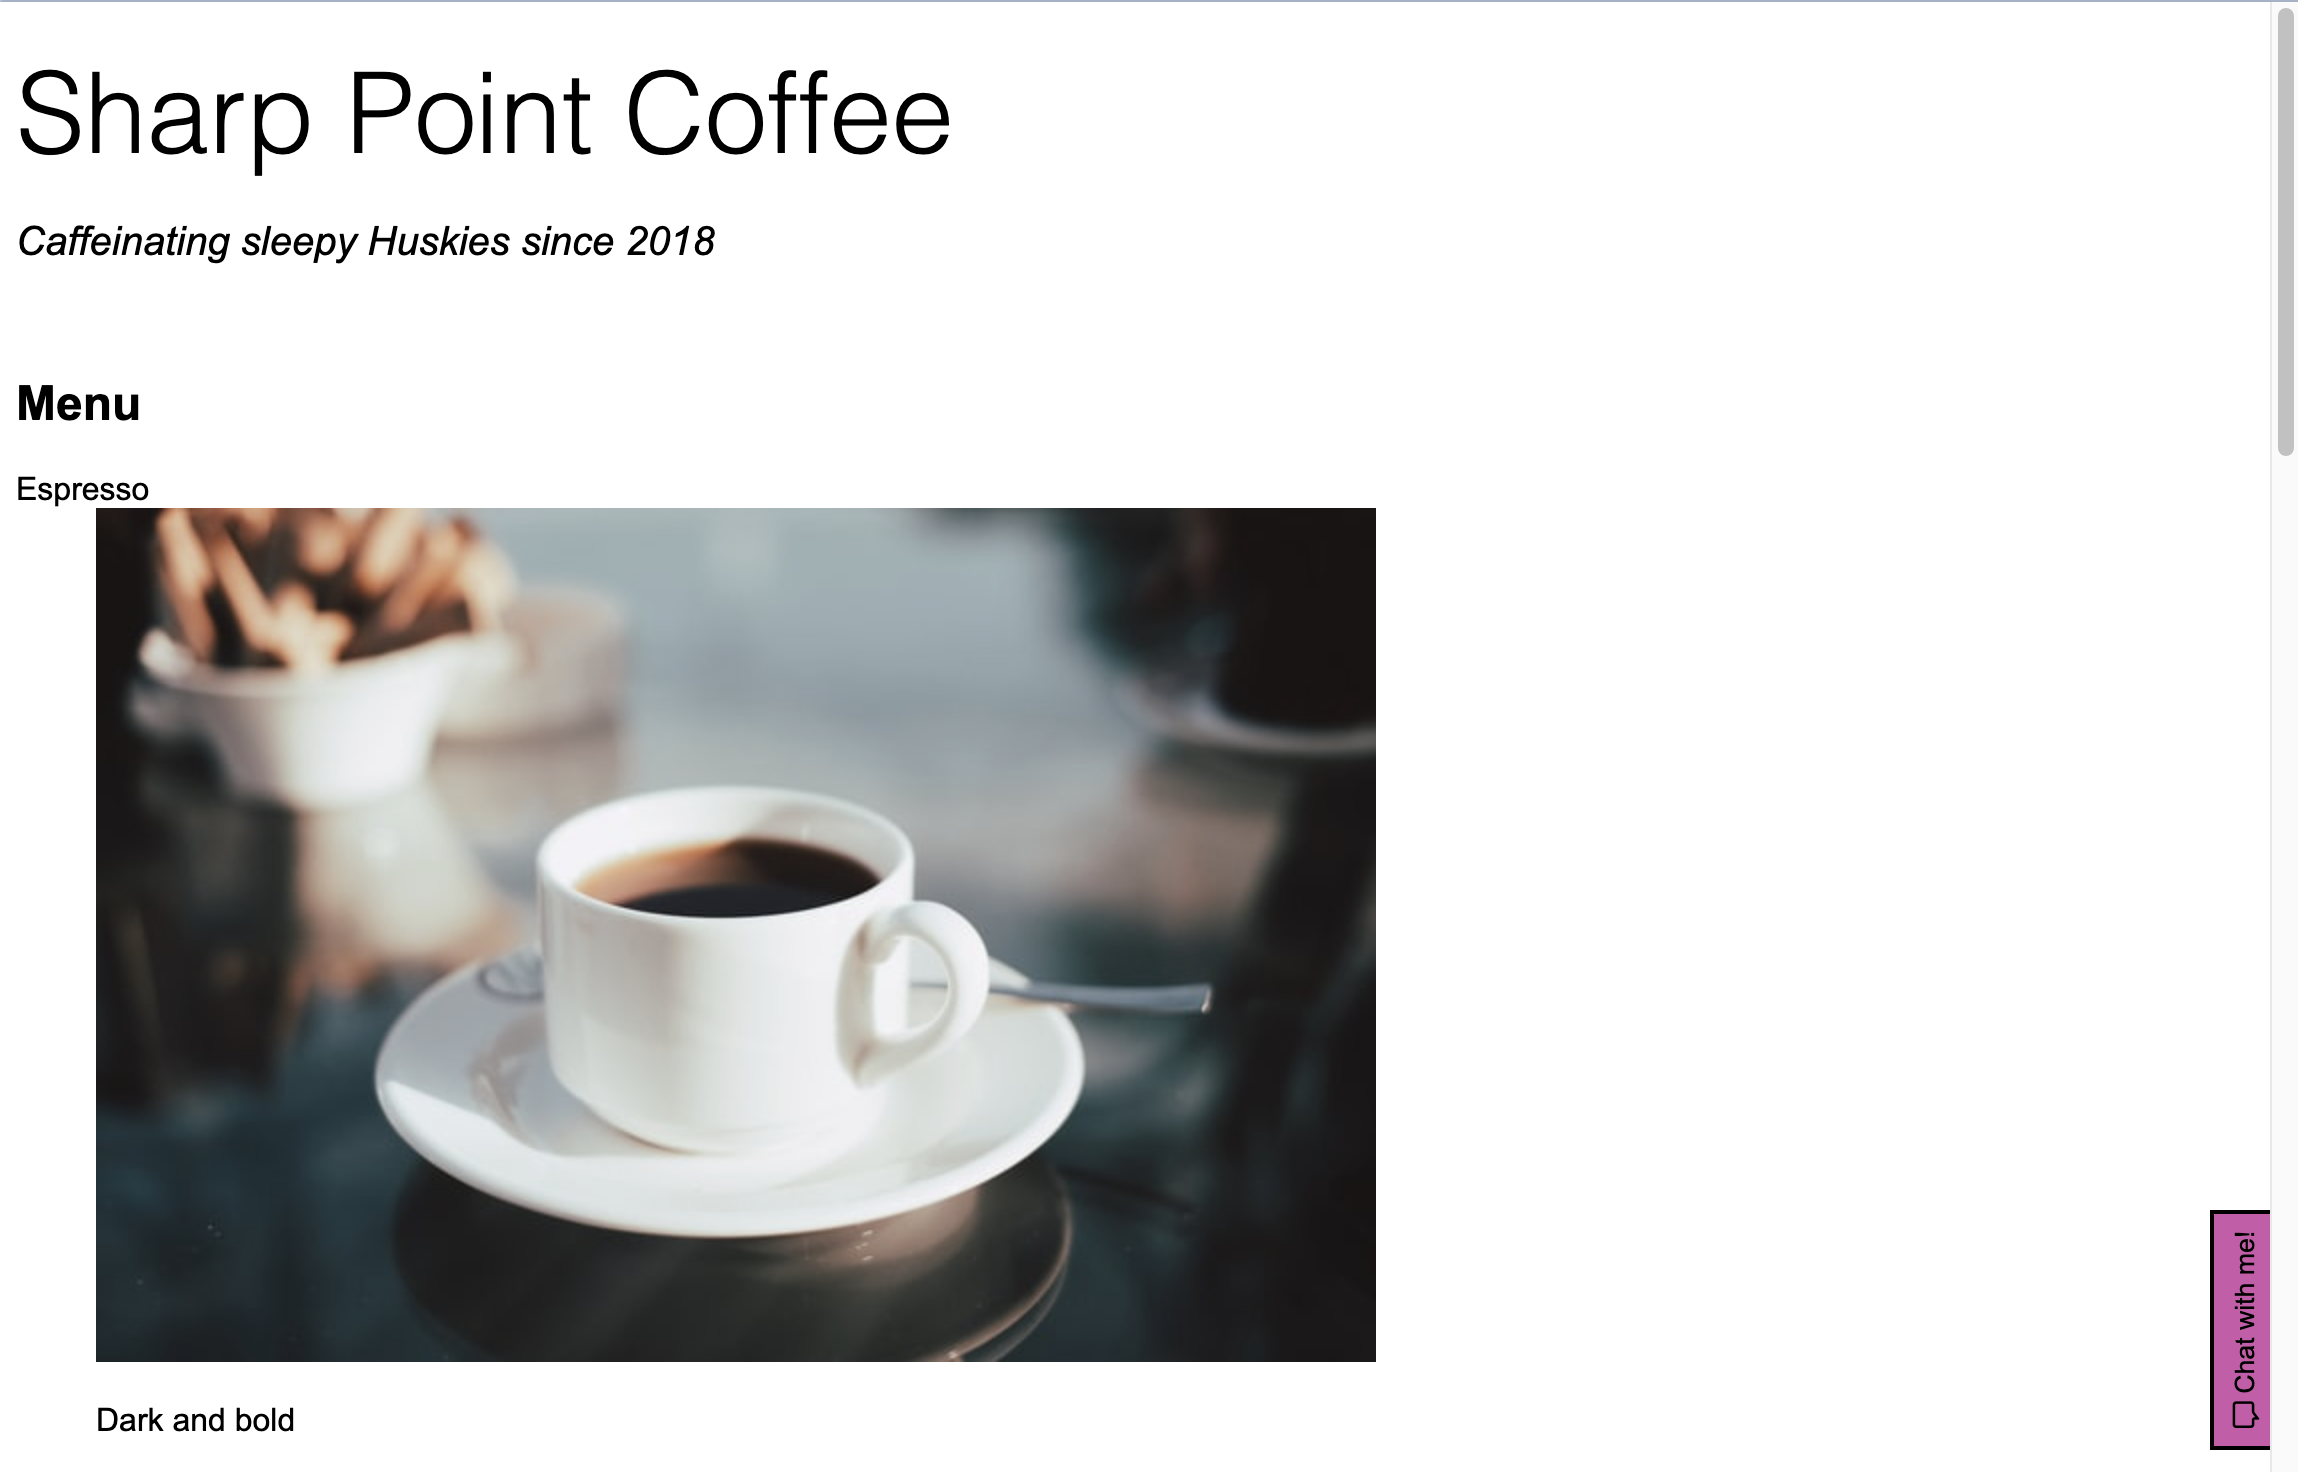 Sharp Point Coffee
Caffeinating sleepy Huskies since 2018
Menu
Espresso
Dark and bold
Chat with me!